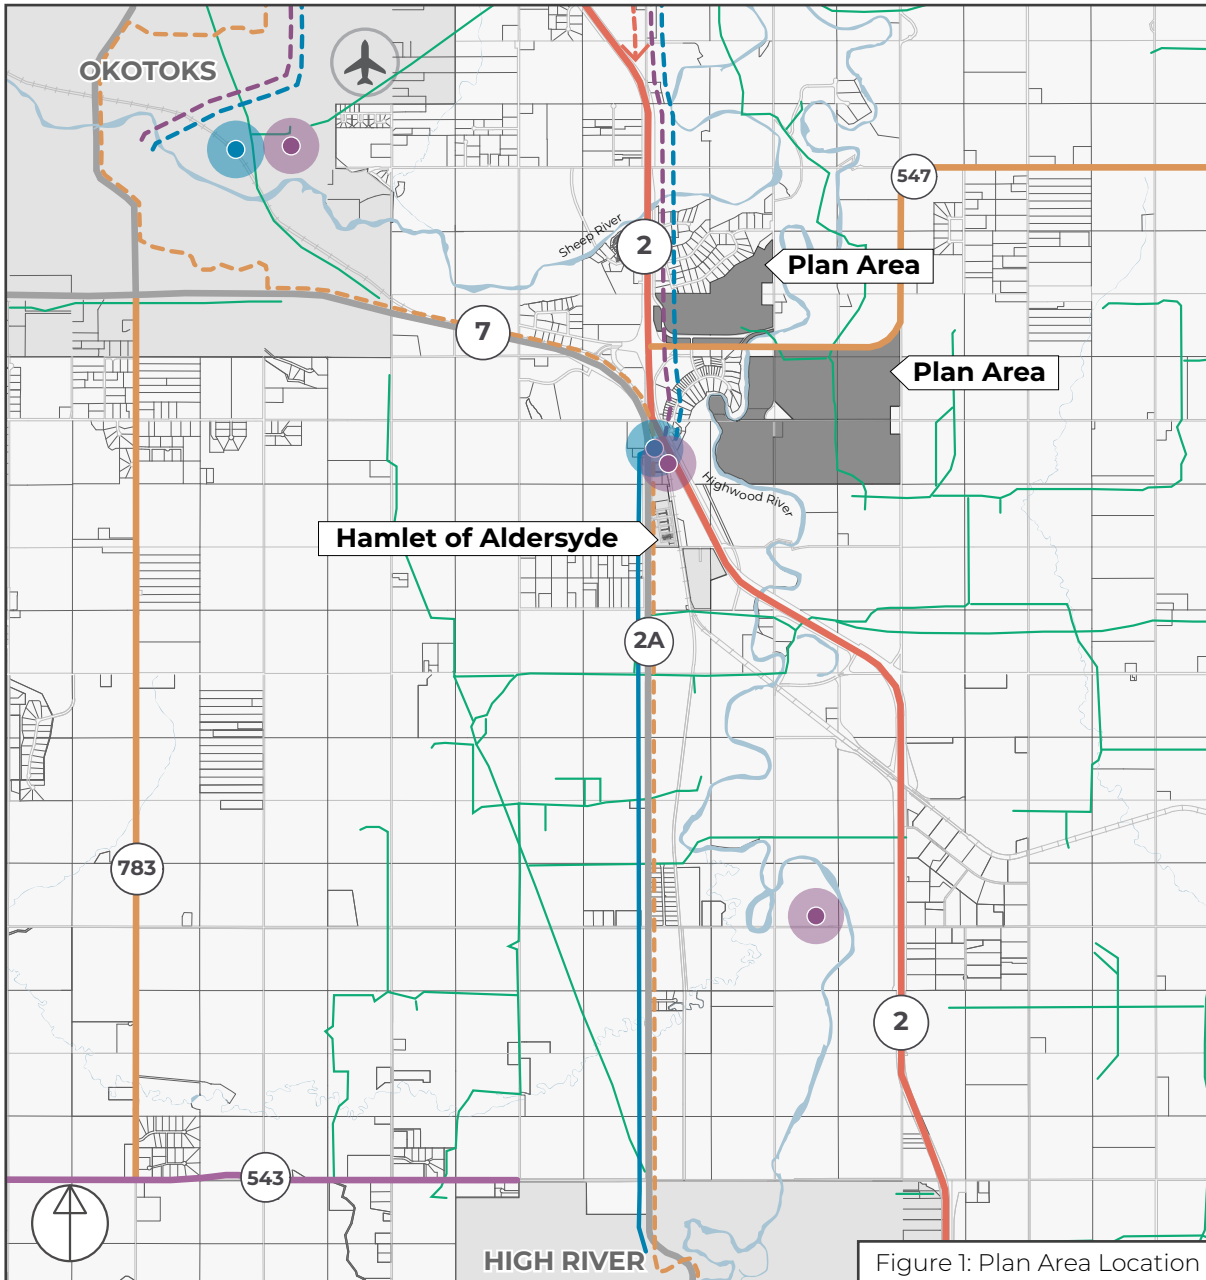 OKOTOKS
547
Sheep River
2
Plan Area
7
Plan Area
Highwood River
Hamlet of Aldersyde
2A
783
2
543
HIGH RIVER
Figure 1: Plan Area Location